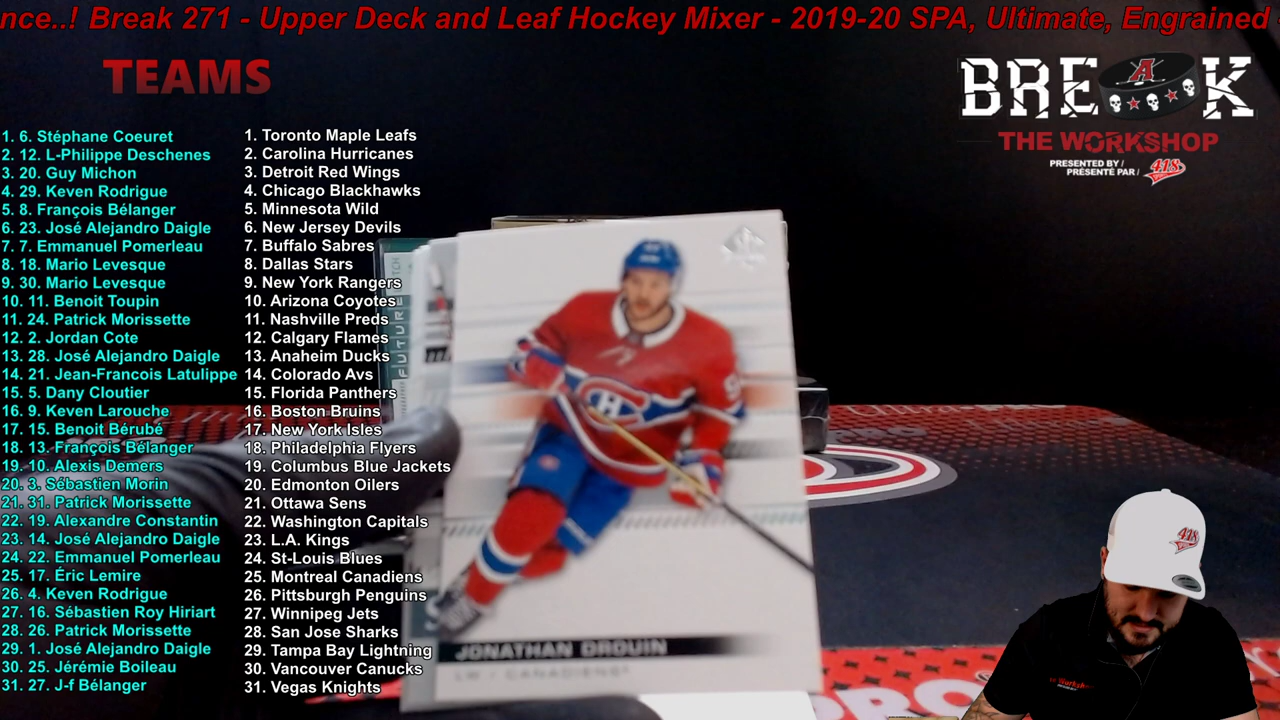 nce..! Break 271 - Upper Deck and Leaf Hockey Mixer - 2019-20 SPA, Ultimate, Engrained
TEAMS
BRE A K
THE WORKSHOP
PRESENTED BY /
PRÉSENTÉ PAR / 418
1. 6. Stéphane Coeuret
2. 12. L-Philippe Deschenes
3. 20. Guy Michon
4. 29. Keven Rodrigue
5. 8. François Bélanger
6. 23. José Alejandro Daigle
7. 7. Emmanuel Pomerleau
8. 18. Mario Levesque
9. 30. Mario Levesque
10. 11. Benoit Toupin
11. 24. Patrick Morissette
12. 2. Jordan Cote
13. 28. José Alejandro Daigle
14. 21. Jean-Francois Latulippe
15. 5. Dany Cloutier
16. 9. Keven Larouche
17. 15. Benoit Bérubé
18. 13. François Bélanger
19. 10. Alexis Demers
20. 3. Sébastien Morin
21. 31. Patrick Morissette
22. 19. Alexandre Constantin
23. 14. José Alejandro Daigle
24. 22. Emmanuel Pomerleau
25. 17. Éric Lemire
26. 4. Keven Rodrigue
27. 16. Sébastien Roy Hiriart
28. 26. Patrick Morissette
29. 1. José Alejandro Daigle
30. 25. Jérémie Boileau
31. 27. J-f Bélanger
1. Toronto Maple Leafs
2. Carolina Hurricanes
3. Detroit Red Wings
4. Chicago Blackhawks
5. Minnesota Wild
6. New Jersey Devils
7. Buffalo Sabres
8. Dallas Stars
9. New York Rangers
10. Arizona Coyotes
11. Nashville Preds
12. Calgary Flames
13. Anaheim Ducks
14. Colorado Avs
15. Florida Panthers
16. Boston Bruins
17. New York Isles
18. Philadelphia Flyers
19. Columbus Blue Jackets
20. Edmonton Oilers
21. Ottawa Sens
22. Washington Capitals
23. L.A. Kings
24. St-Louis Blues
25. Montreal Canadiens
26. Pittsburgh Penguins
27. Winnipeg Jets
28. San Jose Sharks
29. Tampa Bay Lightning
30. Vancouver Canucks
31. Vegas Knights
FUTURE
JONATHAN DROUIN
LW / CANADIENS
418